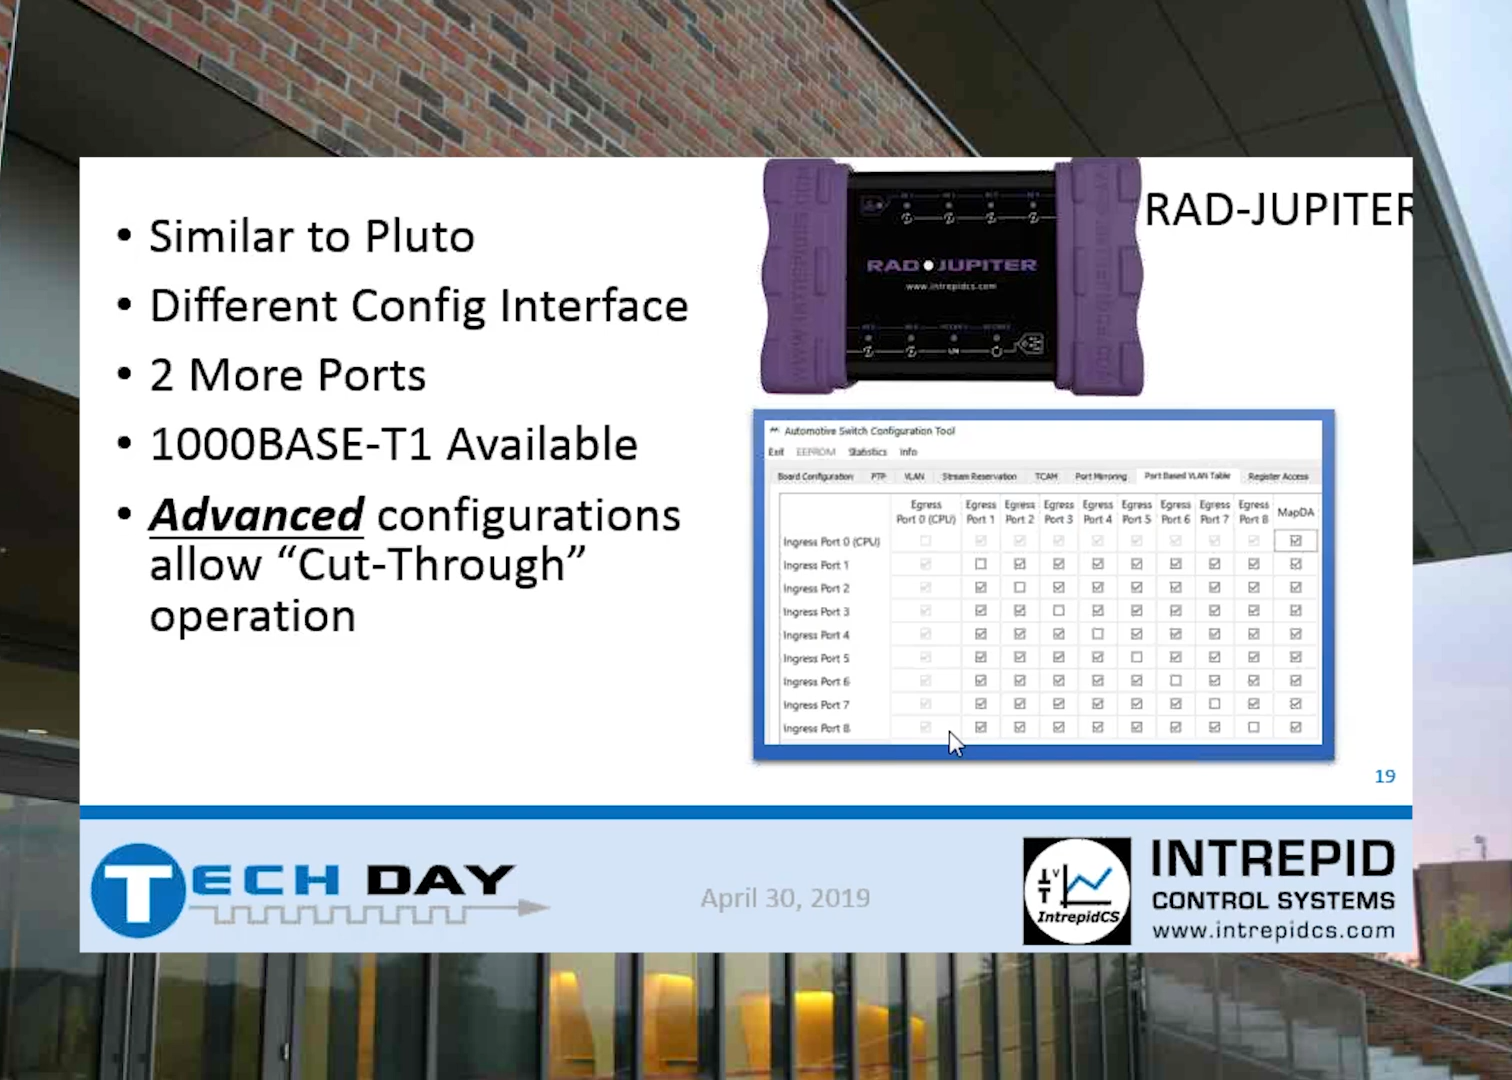 • Similar to Pluto
• Different Config Interface
• 2 More Ports
• 1000BASE-T1 Available
• Advanced configurations
allow “Cut-Through”
operation
RAD-JUPITER
RAD JUPITER
www.intrepidcs.com
Automotive Switch Configuration Tool
Exit EEPROM Statistics Info
Board Configuration PTP VLAN Stream Reservation TCAM Port Mirroring Port Based VLAN Table Register Access
Egress Egress Egress Egress Egress Egress Egress Egress Egress
Port 0 (CPU) Port 1 Port 2 Port 3 Port 4 Port 5 Port 6 Port 7 Port 8 MapDA
Ingress Port 0 (CPU)
Ingress Port 1
Ingress Port 2
Ingress Port 3
Ingress Port 4
Ingress Port 5
Ingress Port 6
Ingress Port 7
Ingress Port 8
19
TECH DAY
April 30, 2019
IntrepidCS
INTREPID
CONTROL SYSTEMS
www.intrepidcs.com